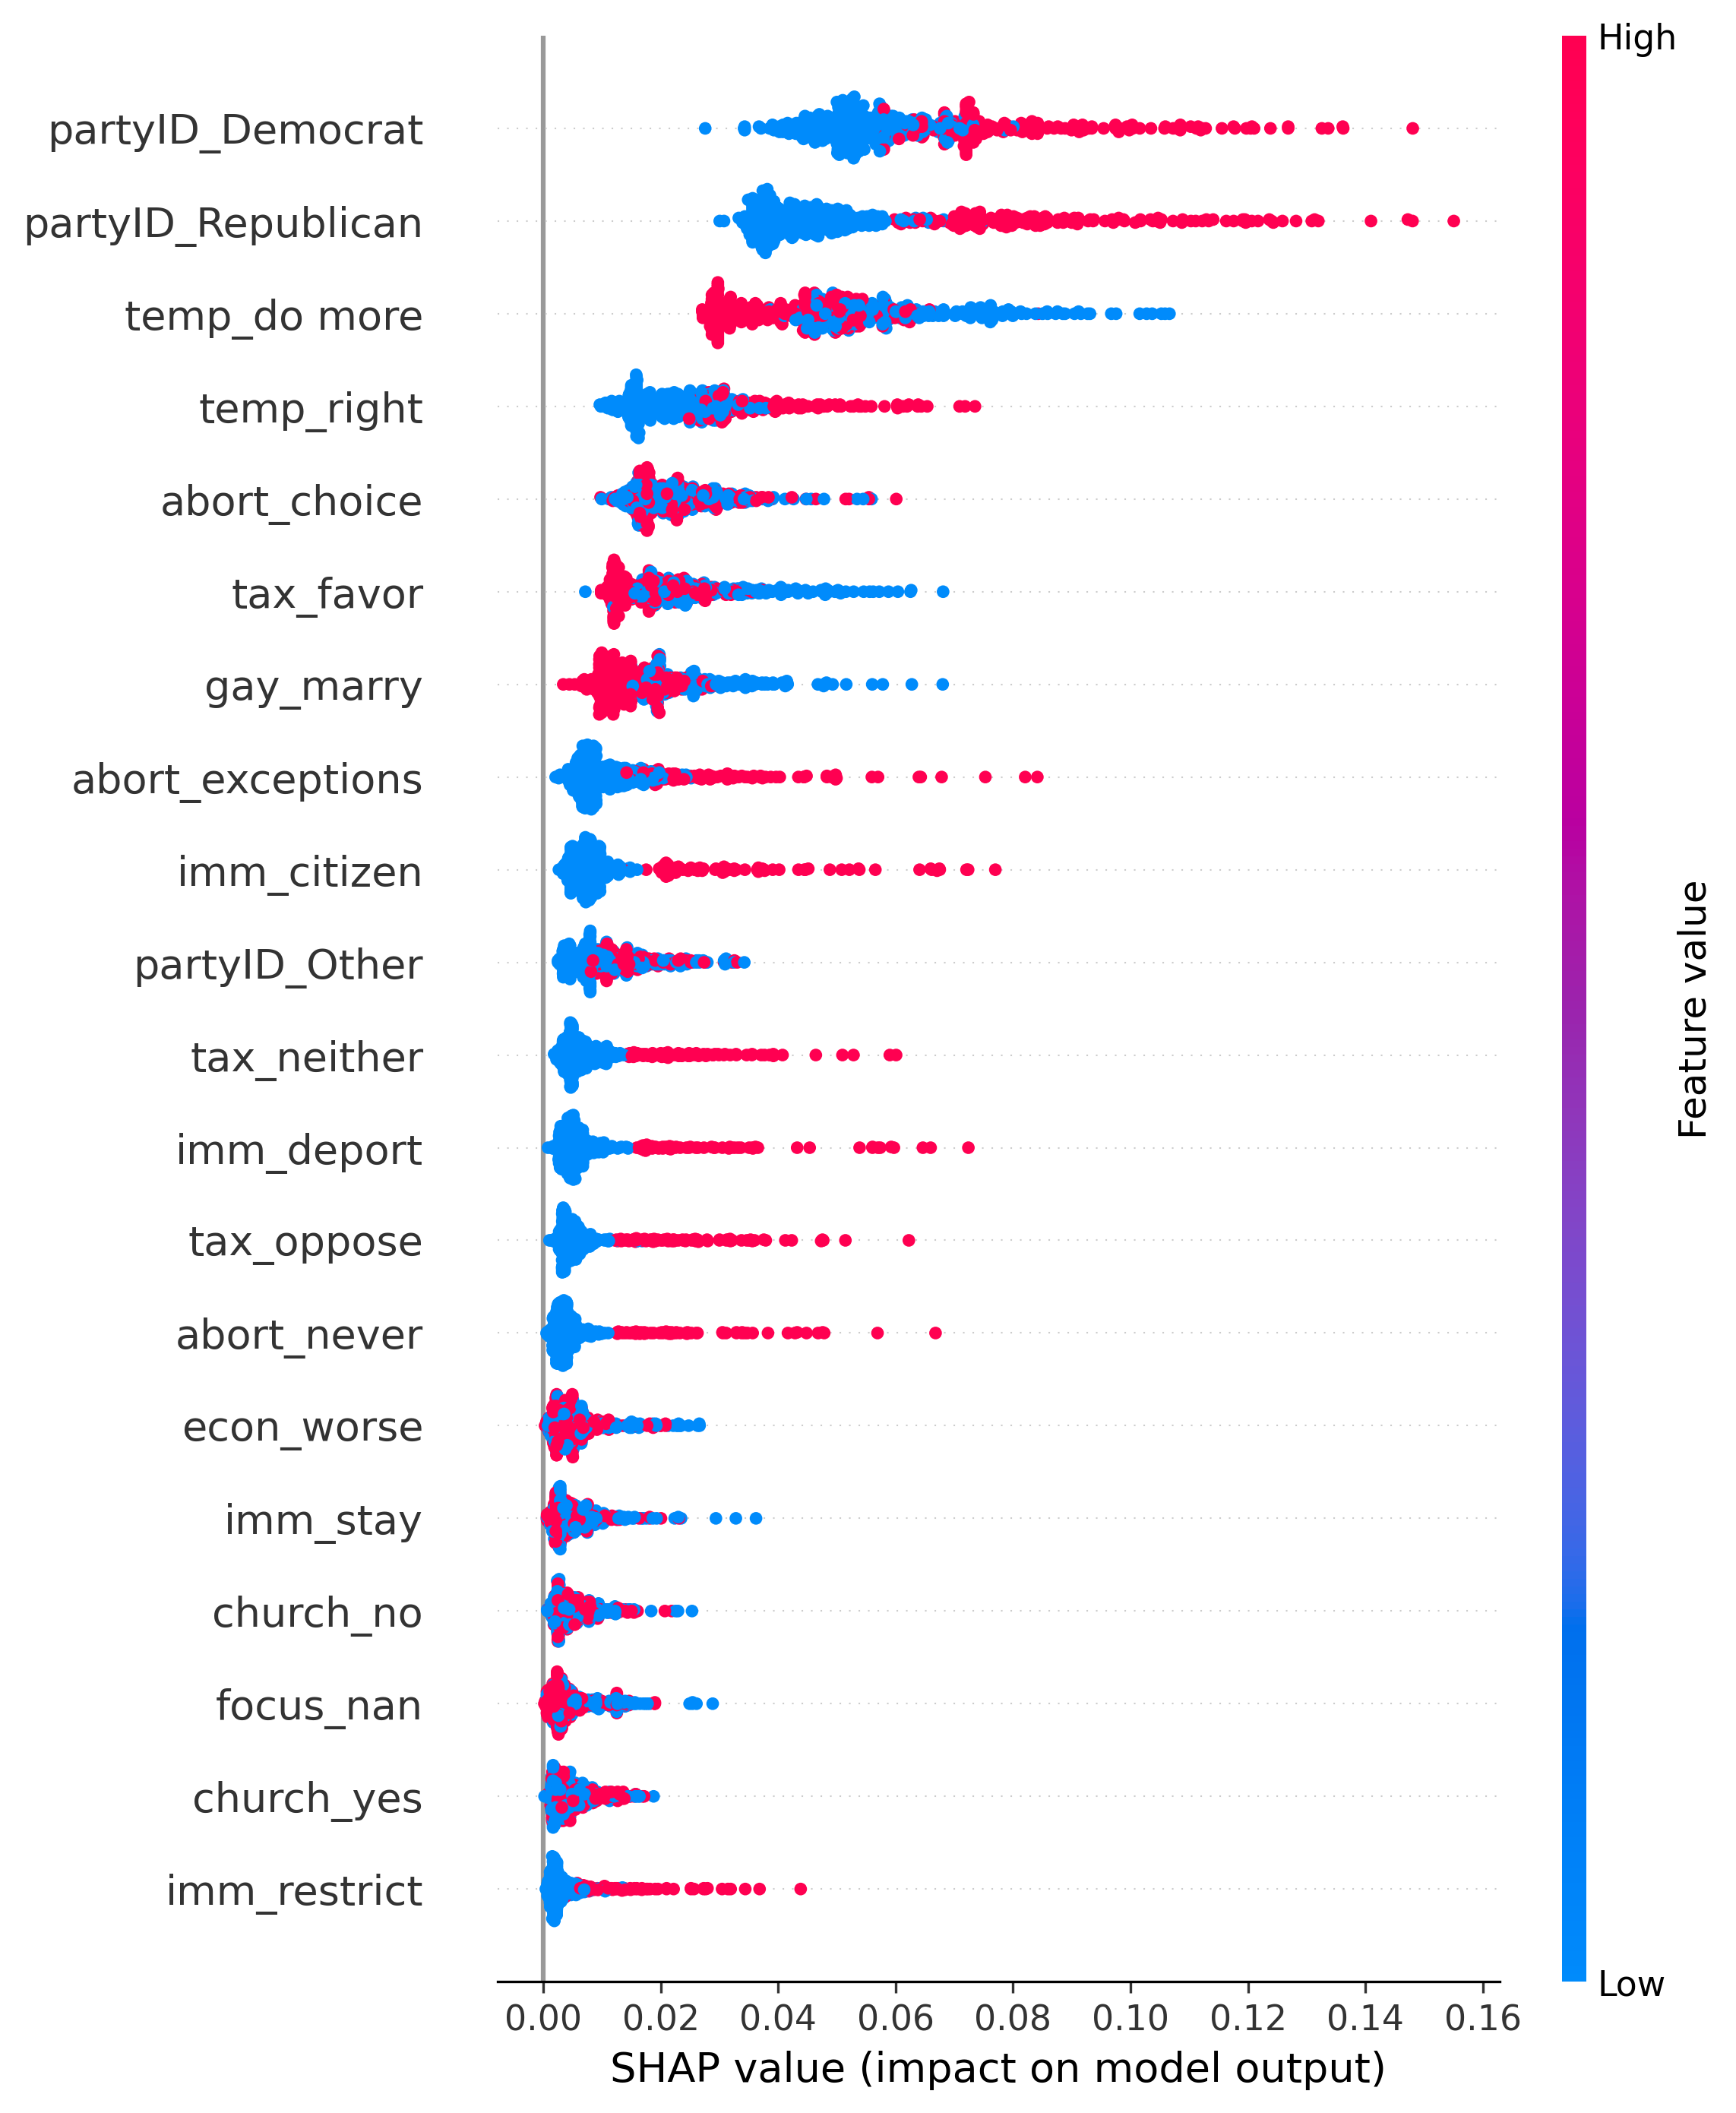 High
partyID_Democrat
partyID_Republican
temp_do more
temp_right
abort_choice
tax_favor
gay_marry
abort_exceptions
imm_citizen
partyID_Other
tax_neither
imm_deport
tax_oppose
abort_never
econ_worse
imm_stay
church_no
focus_nan
church_yes
imm_restrict
Feature value
Low
0.00 0.02 0.04 0.06 0.08 0.10 0.12 0.14 0.16
SHAP value (impact on model output)